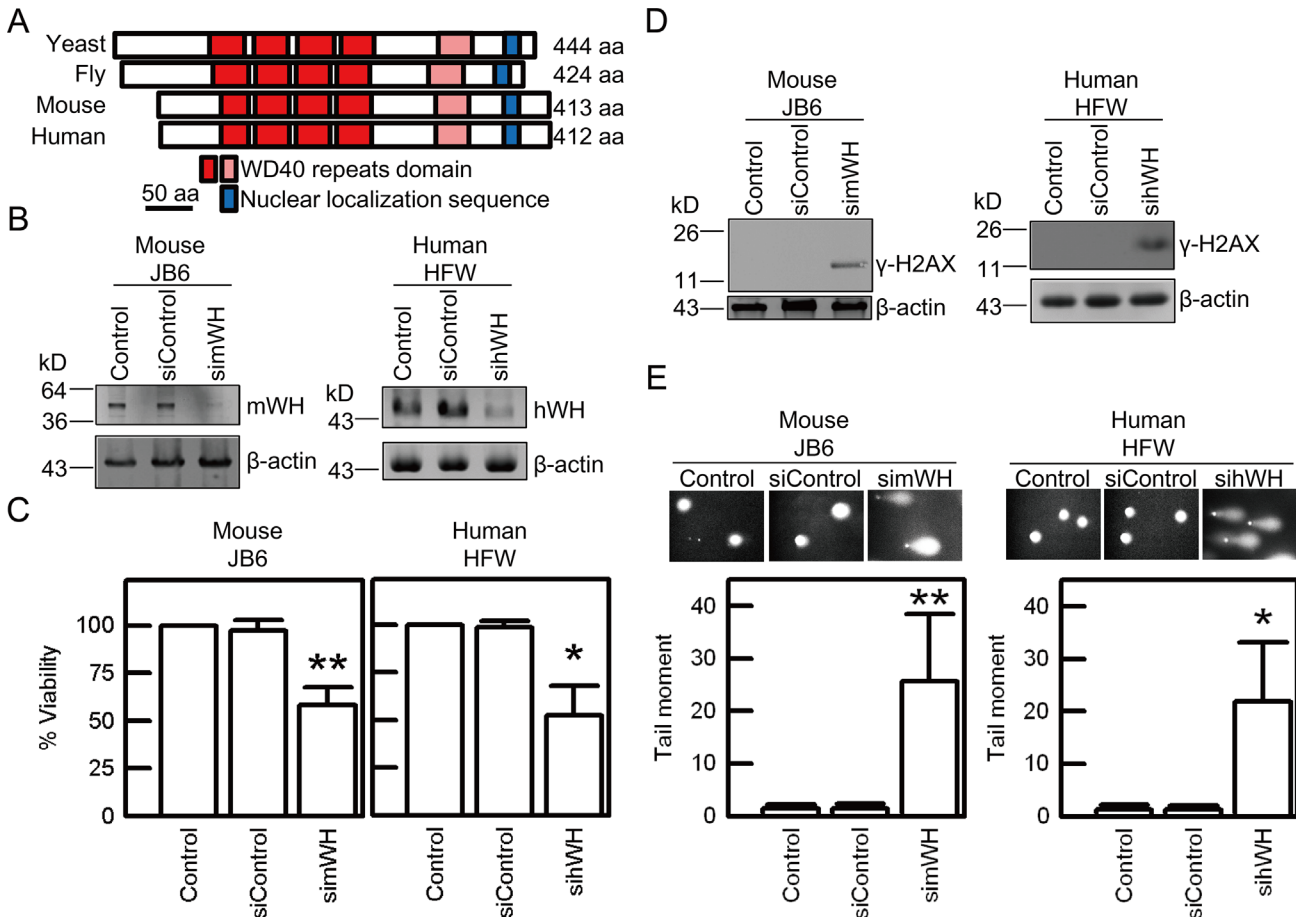 A
Yeast 444 aa
Fly 424 aa
Mouse 413 aa
Human 412 aa
WD40 repeats domain
50 aa
Nuclear localization sequence
B
Mouse
JB6
Control
siControl
simWH
kD
64
36
mWH
43
β-actin
Human
HFW
Control
siControl
sihWH
kD
43
hWH
43
β-actin
C
Mouse
JB6
Human
HFW
% Viability
100
75
50
25
0
**
*
Control
siControl
simWH
Control
siControl
sihWH
D
Mouse
JB6
Control
siControl
simWH
kD
26
11
γ-H2AX
43
β-actin
Human
HFW
Control
siControl
sihWH
kD
26
11
γ-H2AX
43
β-actin
E
Mouse
JB6
Control siControl simWH
Tail moment
40
30
20
10
0
**
Control
siControl
simWH
Human
HFW
Control siControl sihWH
Tail moment
40
30
20
10
0
*
Control
siControl
sihWH